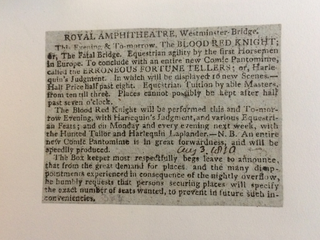 ROYAL AMPHITHEATRE, Westminster-Bridge.
This Evening & To-morrow, The BLOOD RED KNIGHT;
or, The Fatal Bridge. Equestrian agility by the first Horsemen
in Europe. To conclude with an entire new Comic Pantomime,
called the ERRONEOUS FORTUNE TELLERS; or, Harle-
quin's Judgment. In which will be displayed 16 new Scenes.—
Half Price half past eight. Equestrian Tuition by able Masters,
from ten till three. Places cannot possibly be kept after half
past seven o'clock.
The Blood Red Knight will be performed this and To-mor-
row Evening, with Harlequin's Judgment, and various Equestri-
an Feats; and on Monday and every evening next week, with
the Hunted Tailor and Harlequin Laplander.—N. B. An entire
new Comic Pantomime is in great forwardness, and will be
speedily produced.
Aug 3, 1810
The Box keeper most respectfully begs leave to announce,
that from the great demand for places, and the many disap-
pointments experienced in consequence of the nightly overflow,
he humbly requests that persons securing places will specify
the exact number of seats wanted, to prevent in future such in-
conveniencies.